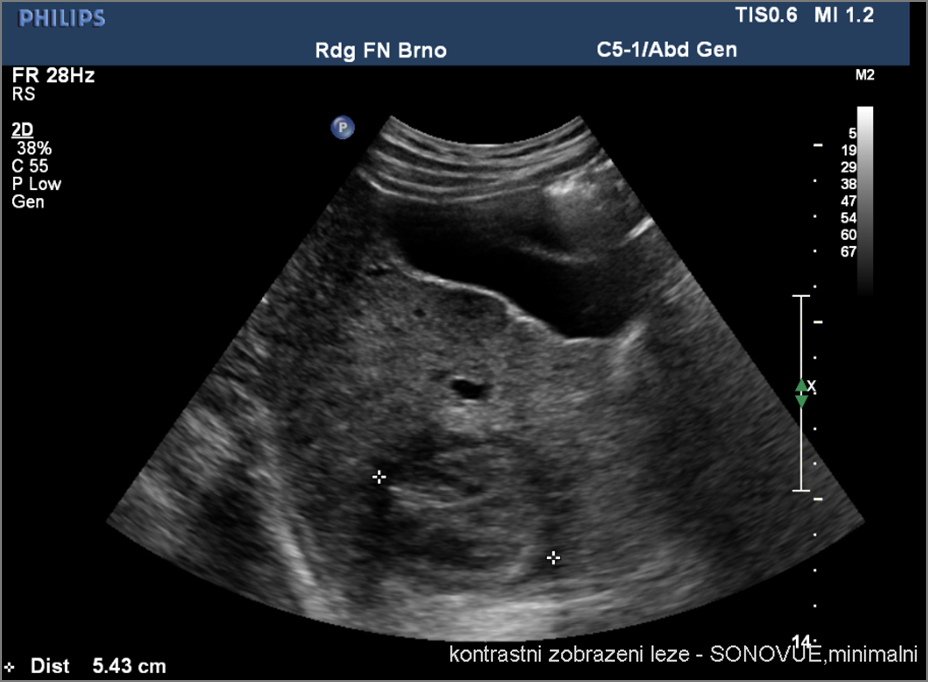 PHILIPS
TIS0.6 MI 1.2
Rdg FN Brno
C5-1/Abd Gen
FR 28Hz
RS
M2
P
2D
38%
C 55
P Low
Gen
5
19
29
38
47
54
60
67
X
14
kontrastni zobrazeni leze - SONOVUE,minimalni
Dist 5.43 cm